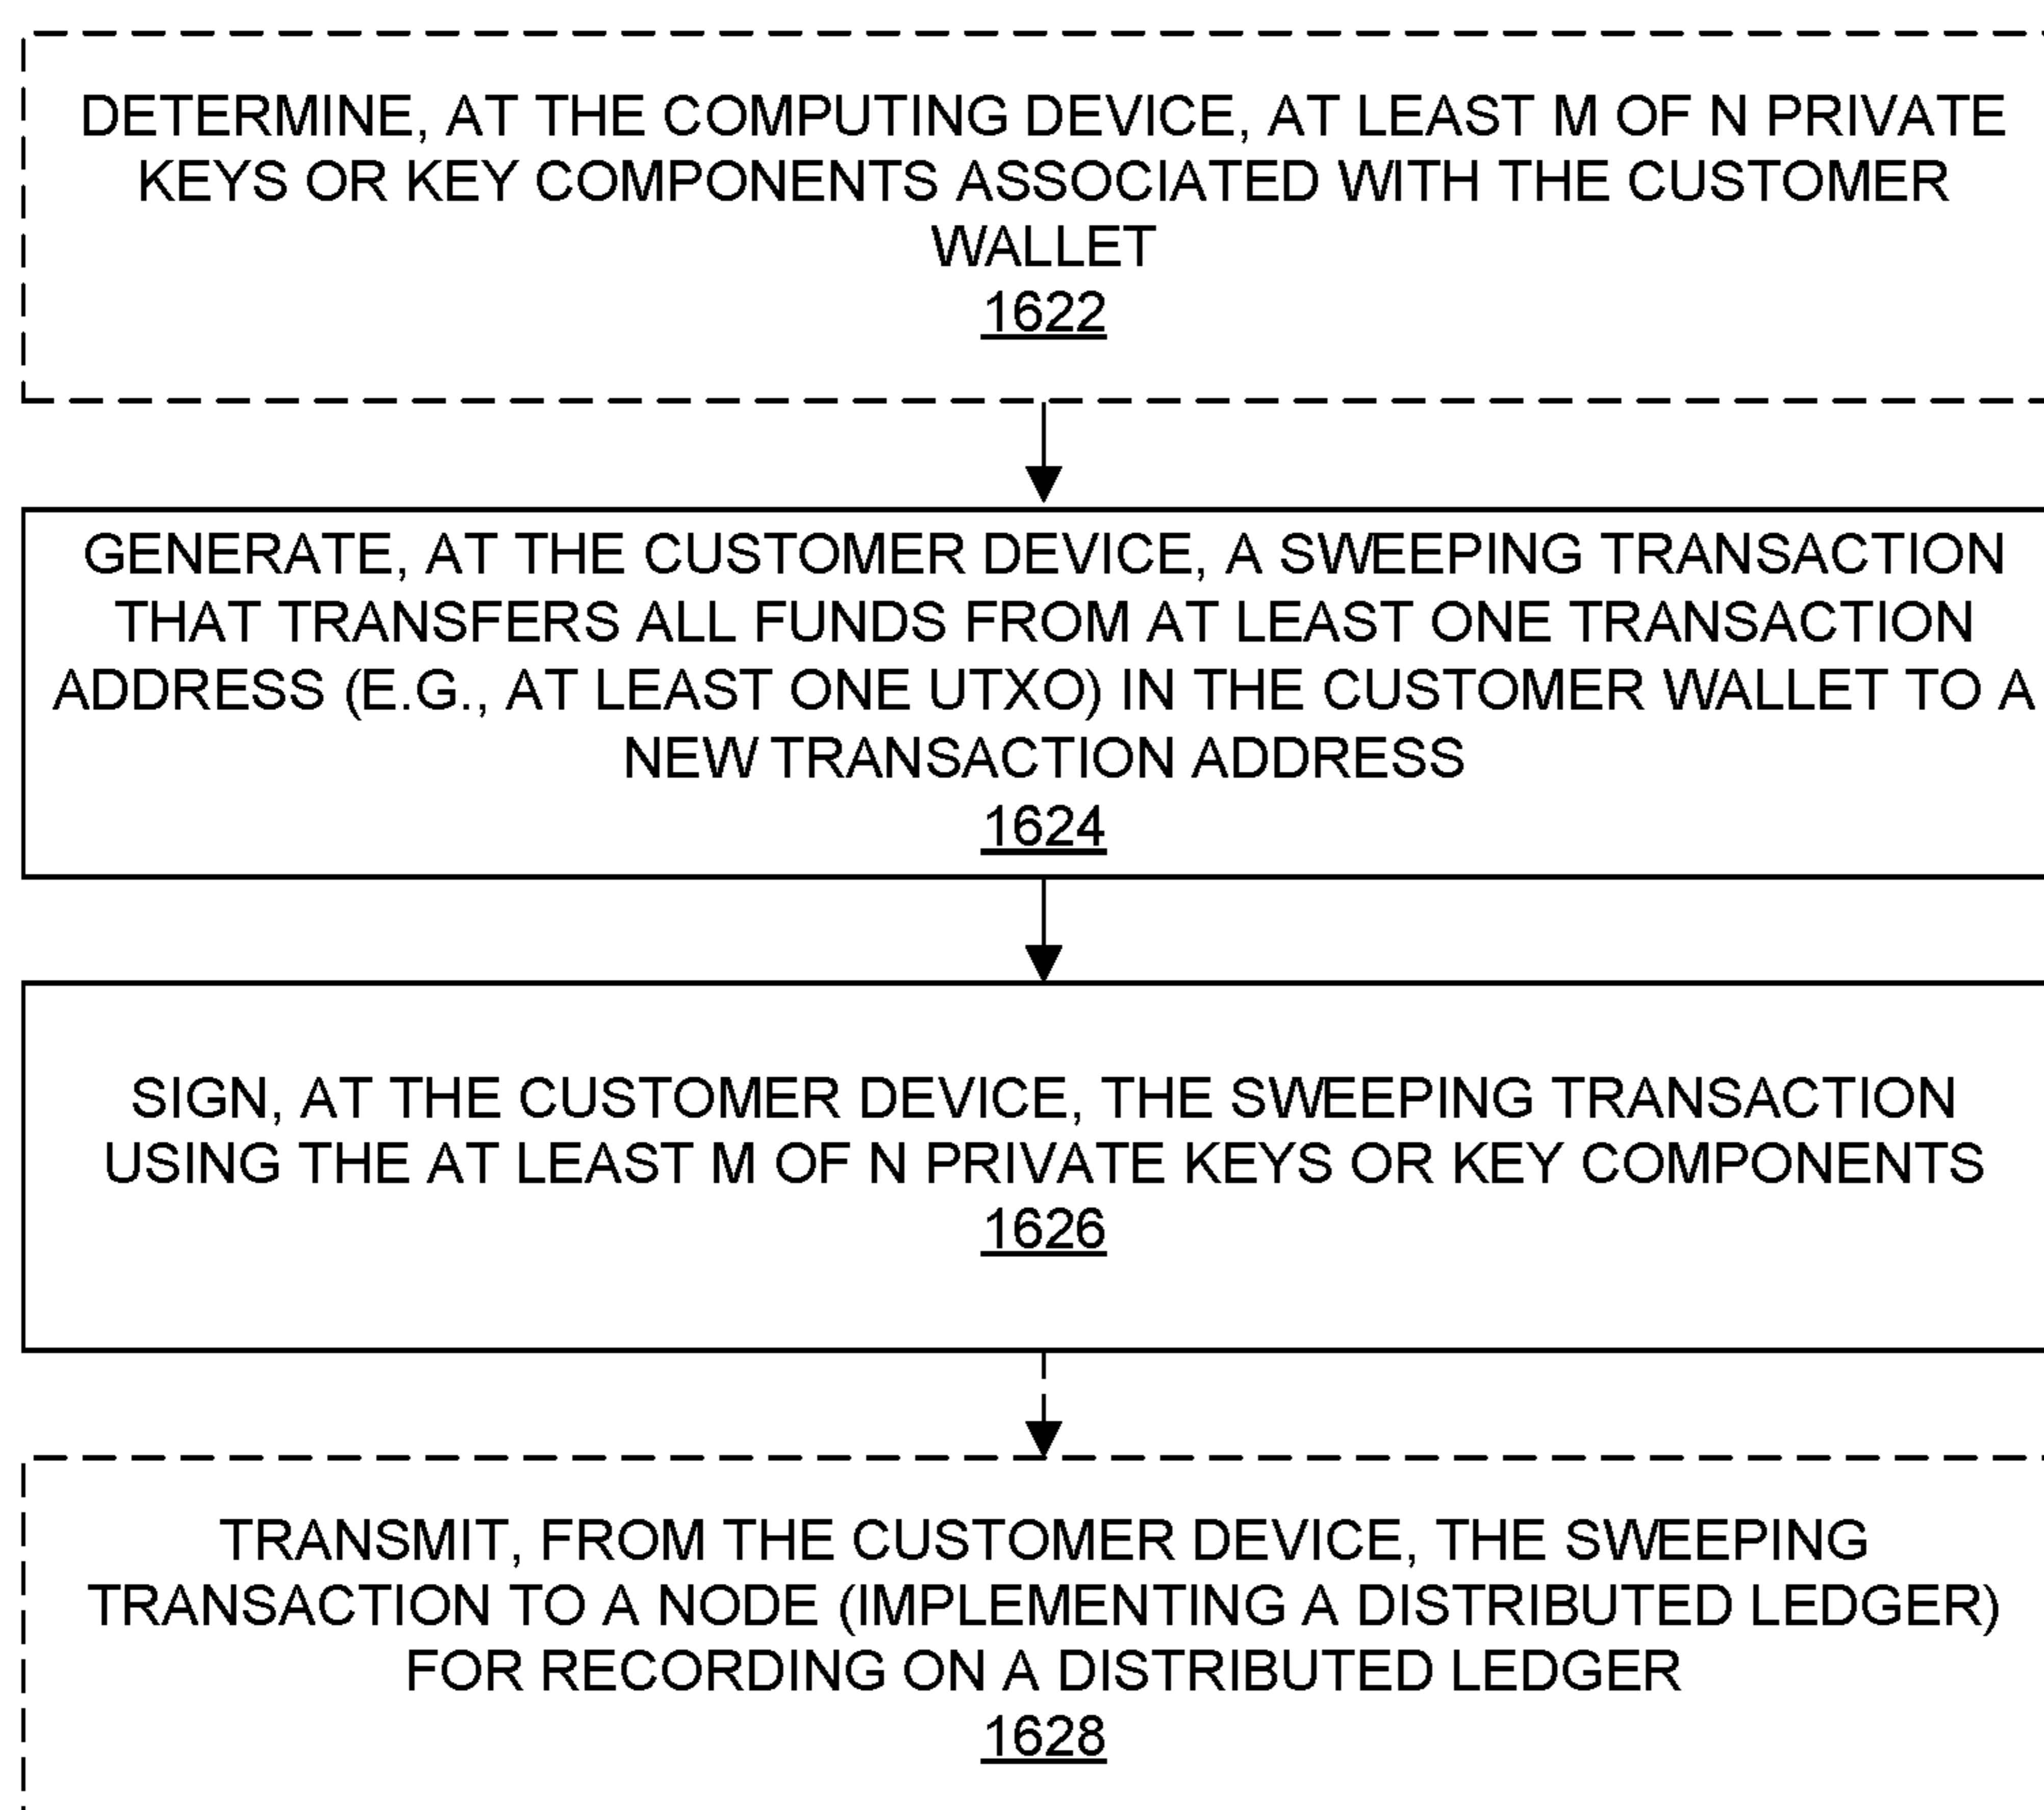 DETERMINE, AT THE COMPUTING DEVICE, AT LEAST M OF N PRIVATE
KEYS OR KEY COMPONENTS ASSOCIATED WITH THE CUSTOMER
WALLET
1622
GENERATE, AT THE CUSTOMER DEVICE, A SWEEPING TRANSACTION
THAT TRANSFERS ALL FUNDS FROM AT LEAST ONE TRANSACTION
ADDRESS (E.G., AT LEAST ONE UTXO) IN THE CUSTOMER WALLET TO A
NEW TRANSACTION ADDRESS
1624
SIGN, AT THE CUSTOMER DEVICE, THE SWEEPING TRANSACTION
USING THE AT LEAST M OF N PRIVATE KEYS OR KEY COMPONENTS
1626
TRANSMIT, FROM THE CUSTOMER DEVICE, THE SWEEPING
TRANSACTION TO A NODE (IMPLEMENTING A DISTRIBUTED LEDGER)
FOR RECORDING ON A DISTRIBUTED LEDGER
1628